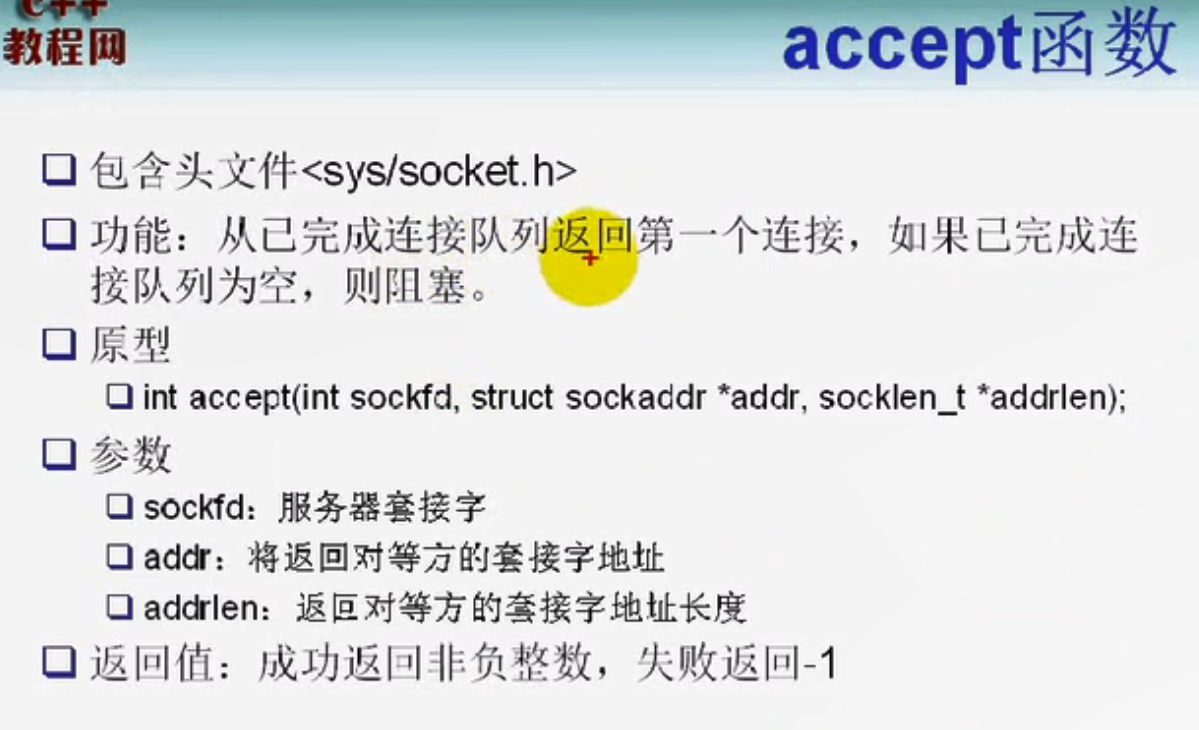 C++
教程网
accept函数
包含头文件<sys/socket.h>
功能：从已完成连接队列返回第一个连接，如果已完成连
接队列为空，则阻塞。
原型
int accept(int sockfd, struct sockaddr *addr, socklen_t *addrlen);
参数
sockfd：服务器套接字
addr：将返回对等方的套接字地址
addrlen：返回对等方的套接字地址长度
返回值：成功返回非负整数，失败返回-1